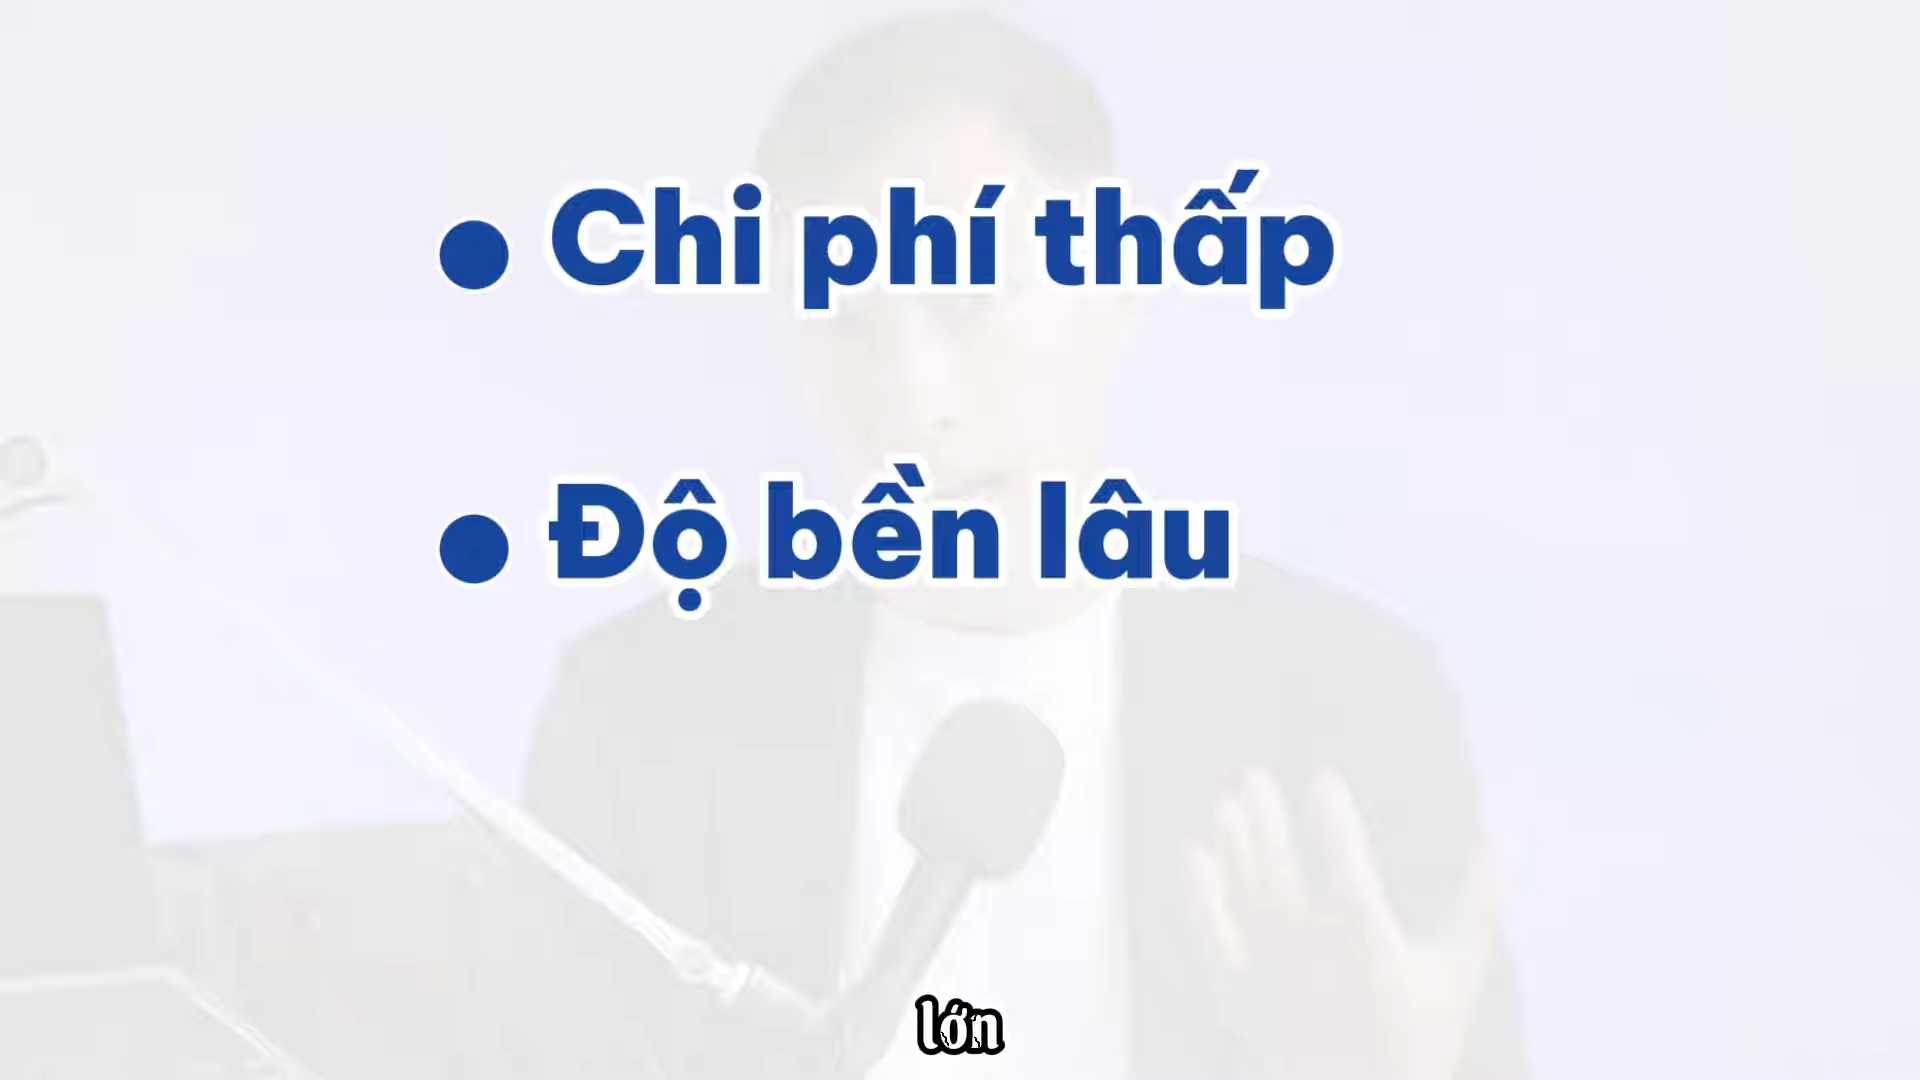 • Chi phí thấp
• Độ bền lâu
lớn